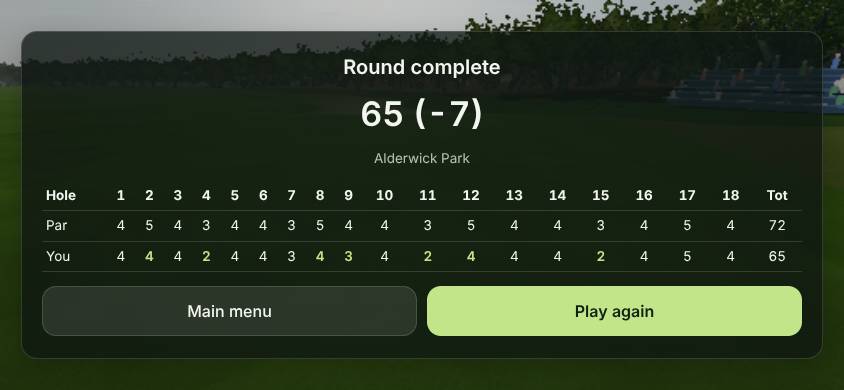 Round complete
65 (-7)
Alderwick Park
Hole 1 2 3 4 5 6 7 8 9 10 11 12 13 14 15 16 17 18 Tot
Par 4 5 4 3 4 4 3 5 4 4 3 5 4 4 3 4 5 4 72
You 4 4 4 2 4 4 3 4 3 4 2 4 4 4 2 4 5 4 65
Main menu Play again